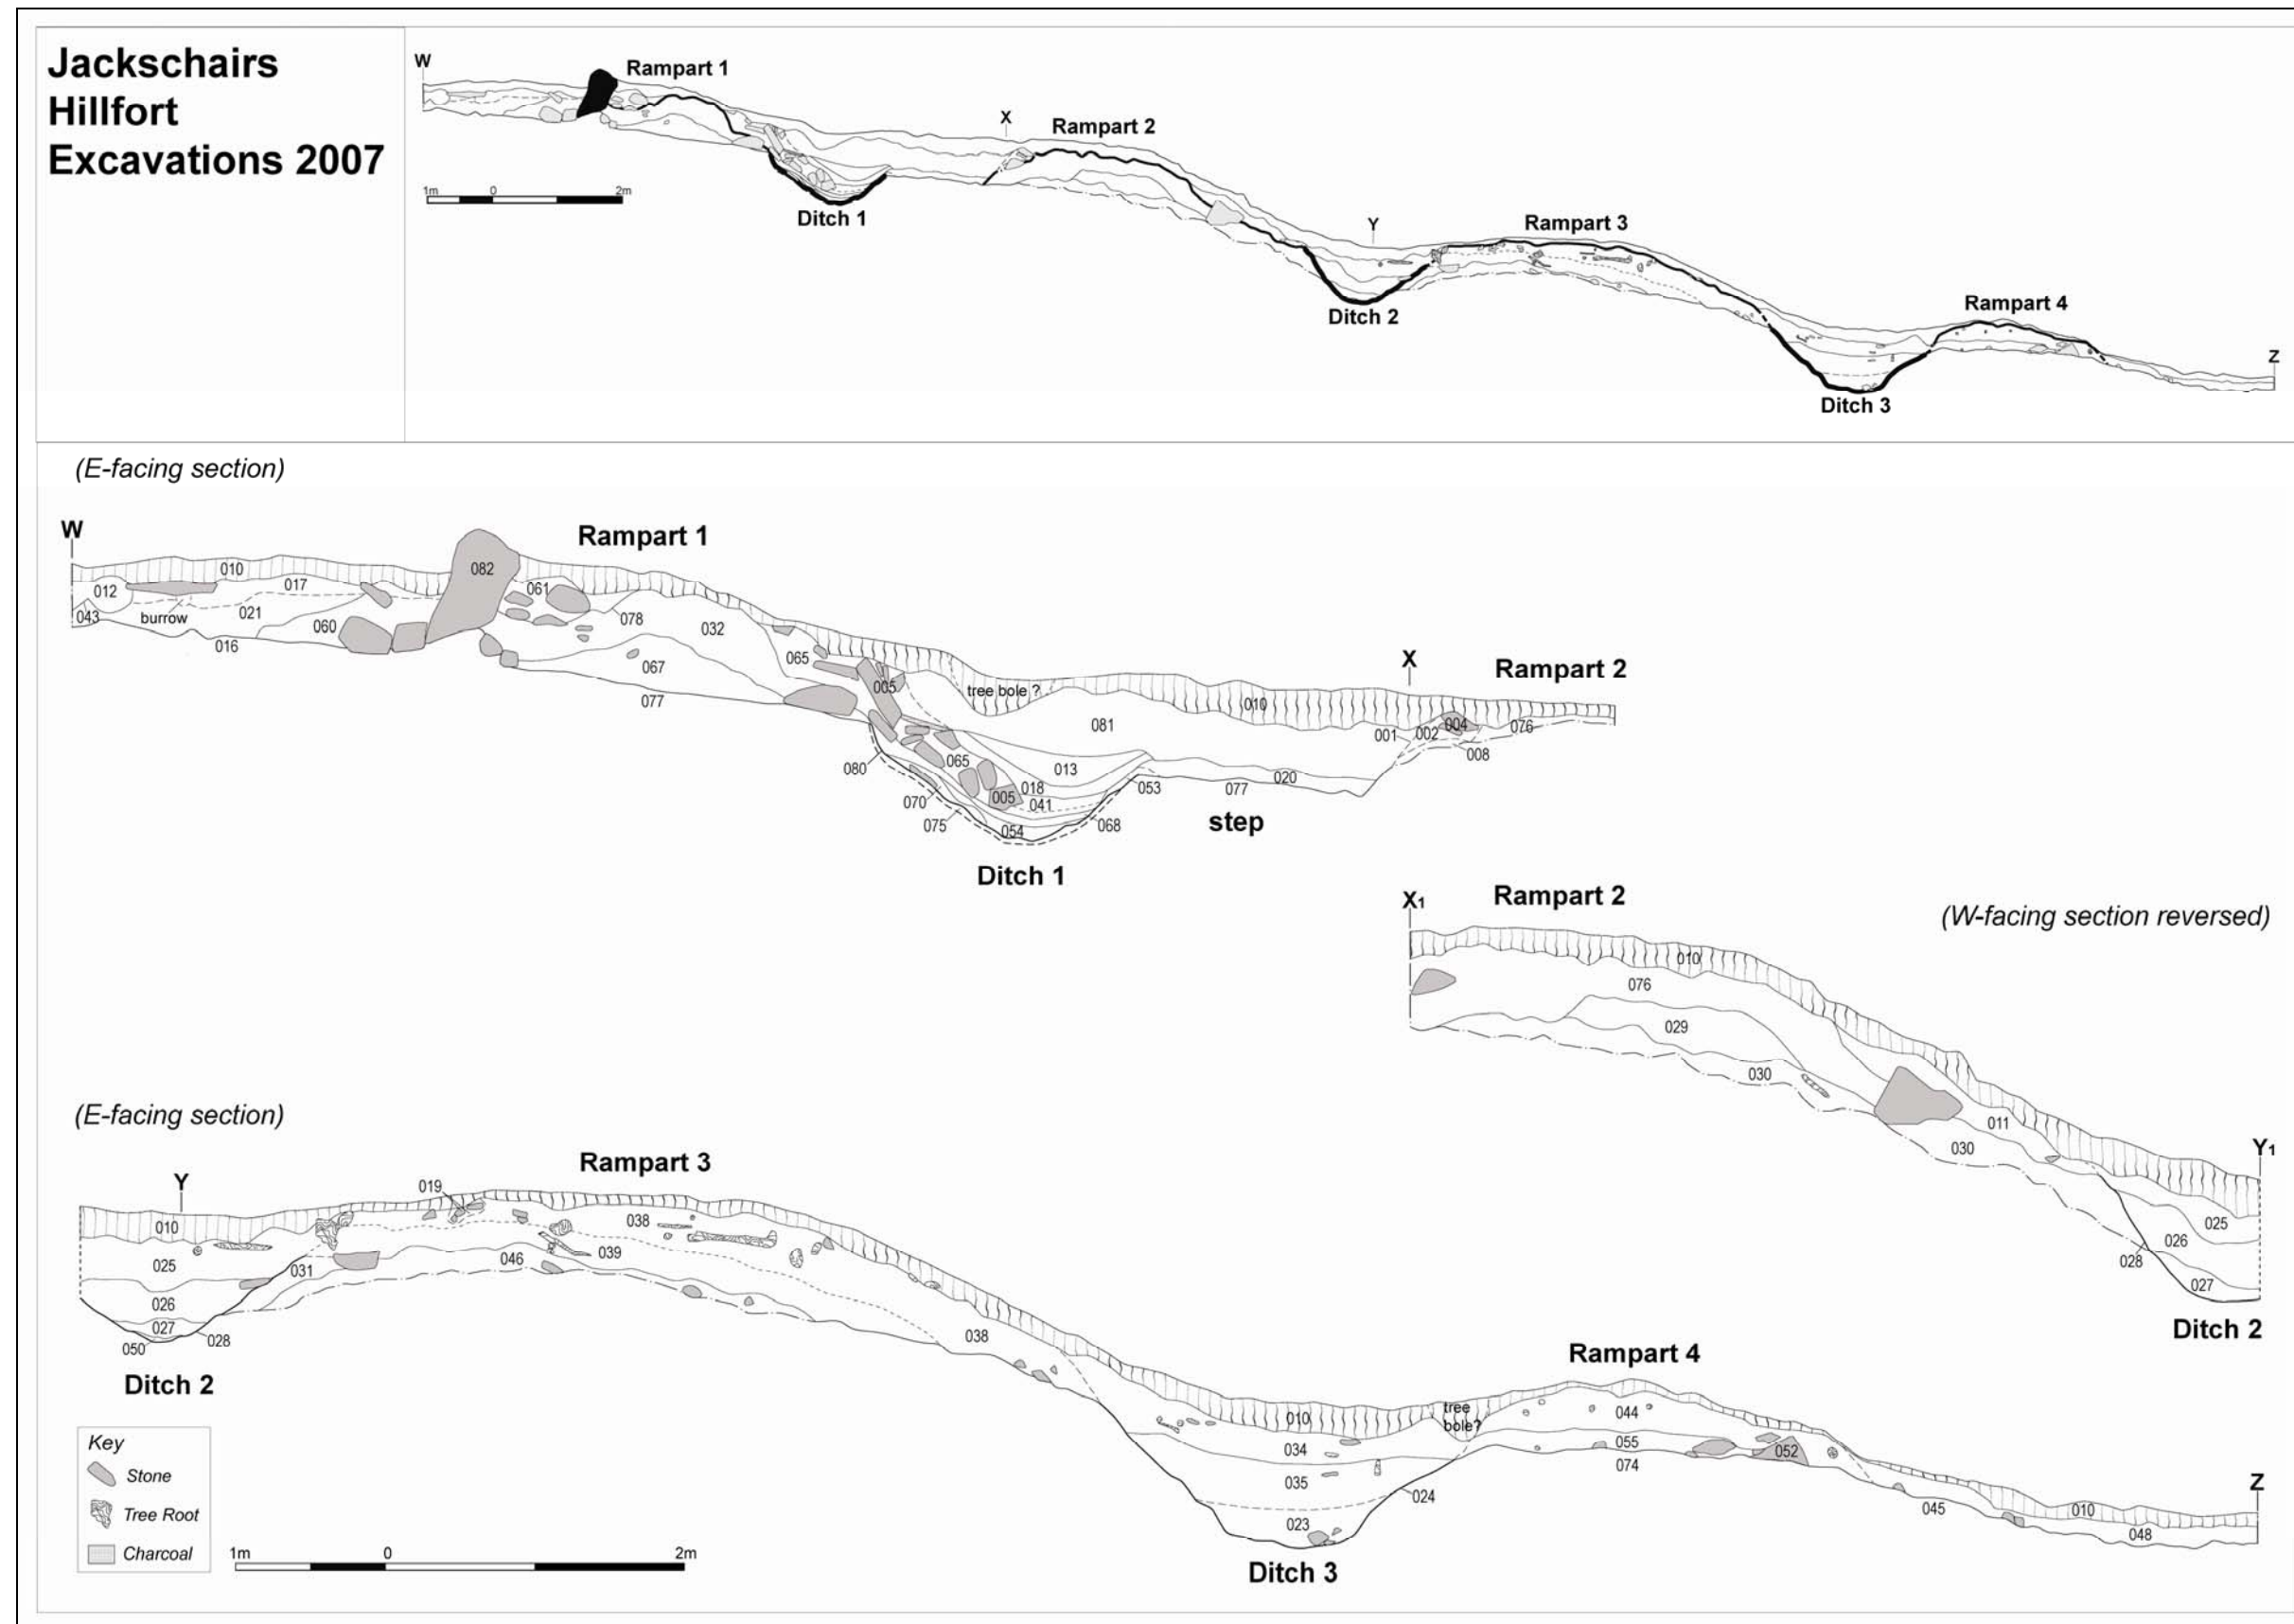 Jackschairs
Hillfort
Excavations 2007
W
Rampart 1
X
Rampart 2
Y
Rampart 3
Rampart 4
Z
1m 0 2m
Ditch 1
Ditch 2
Ditch 3
(E-facing section)
W
Rampart 1
082
010
061
017
012
burrow
021
043
060
016
078
032
067
077
065
005
tree bole ?
010
081
X
Rampart 2
001
002
004
076
008
080
065
013
018
005
041
070
075
054
068
053
077
020
step
Ditch 1
X1
Rampart 2
(W-facing section reversed)
010
076
029
030
011
030
Y1
025
026
028
027
Ditch 2
(E-facing section)
Y
Rampart 3
019
010
038
025
031
046
039
026
027
028
050
038
Ditch 2
Rampart 4
010
tree
bole?
044
034
055
052
074
035
024
023
045
010
Z
048
Ditch 3
Key
Stone
Tree Root
Charcoal
1m 0 2m